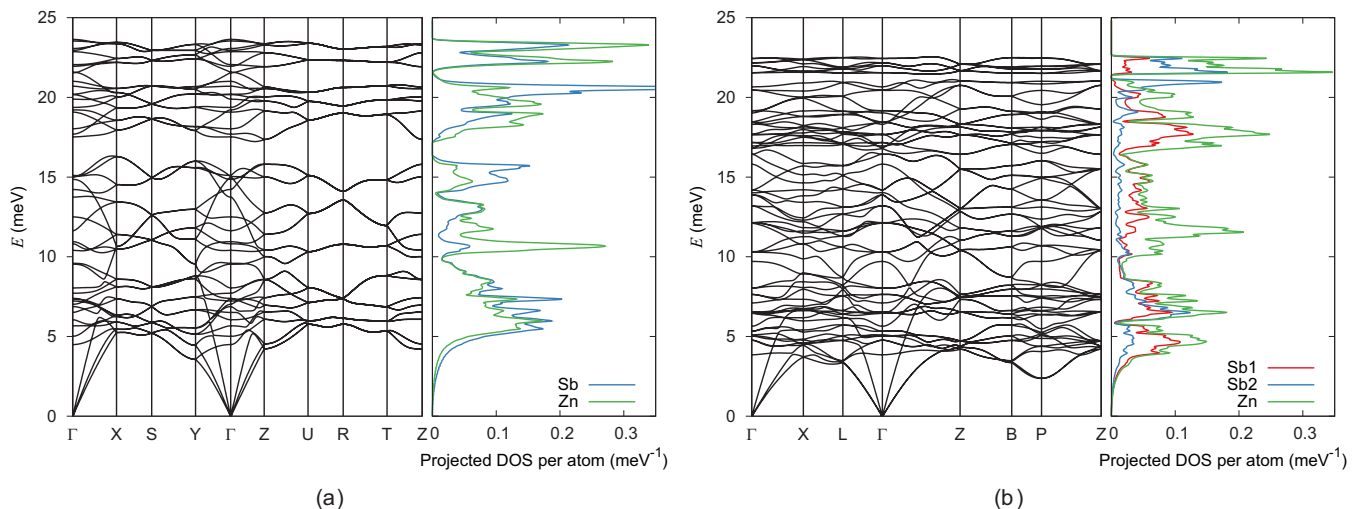 25
20
15
10
5
0
E (meV)
Γ X S Y Γ Z U R T Z
Sb
Zn
0 0.1 0.2 0.3
Projected DOS per atom (meV⁻¹)
(a)
25
20
15
10
5
0
E (meV)
Γ X L Γ Z B P Z
Sb1
Sb2
Zn
0 0.1 0.2 0.3
Projected DOS per atom (meV⁻¹)
(b)